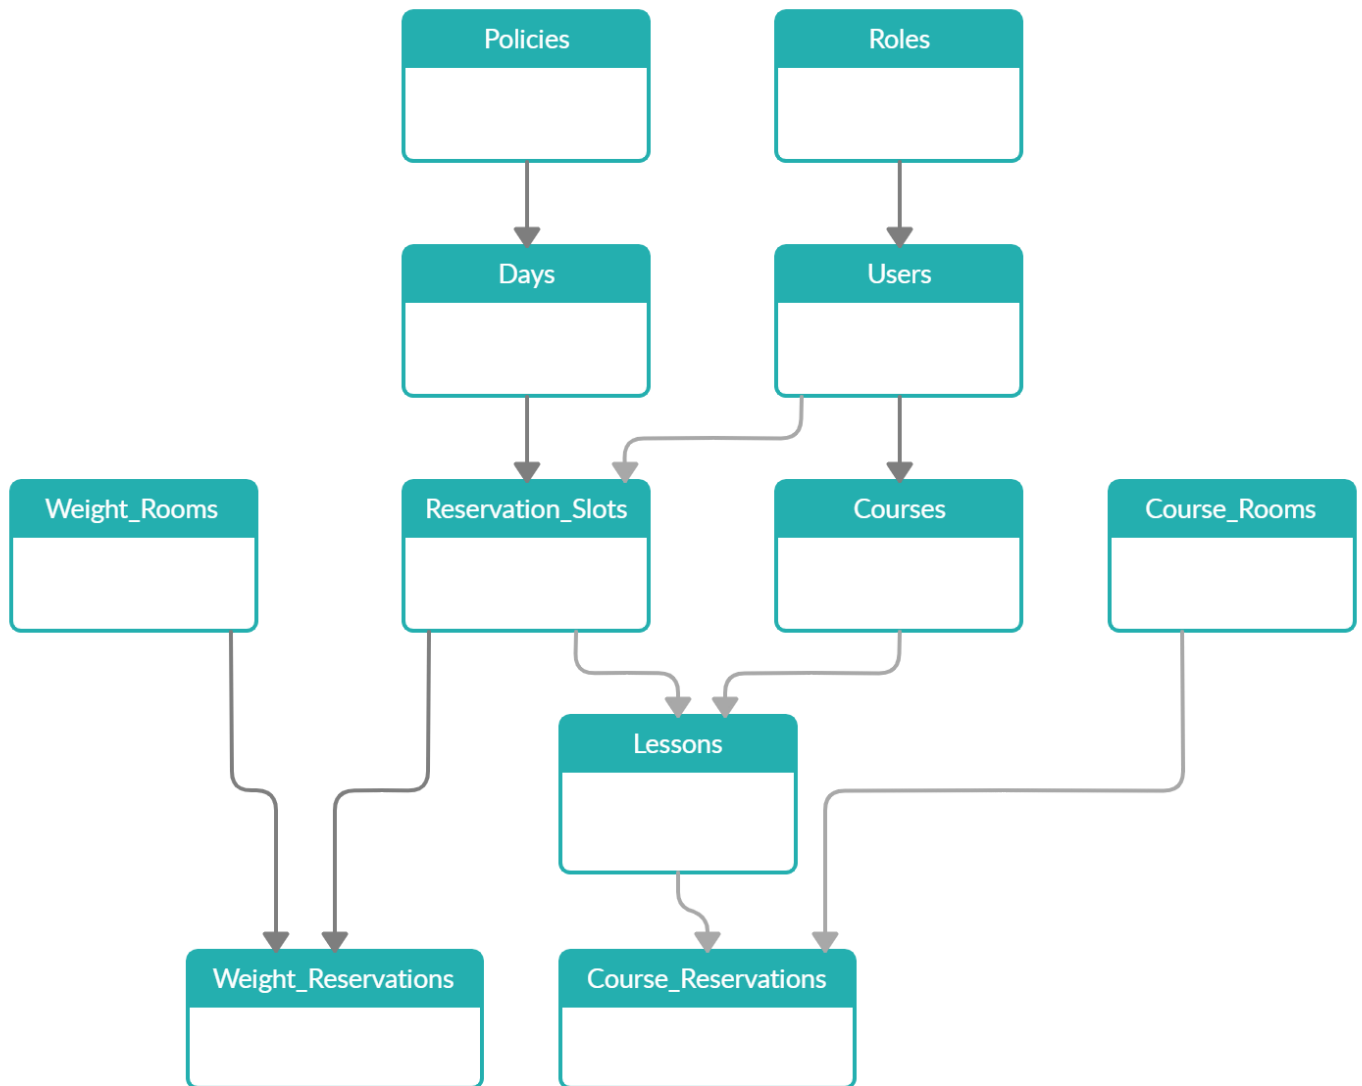 Policies
Roles
Days
Users
Weight_Rooms
Reservation_Slots
Courses
Course_Rooms
Lessons
Weight_Reservations
Course_Reservations